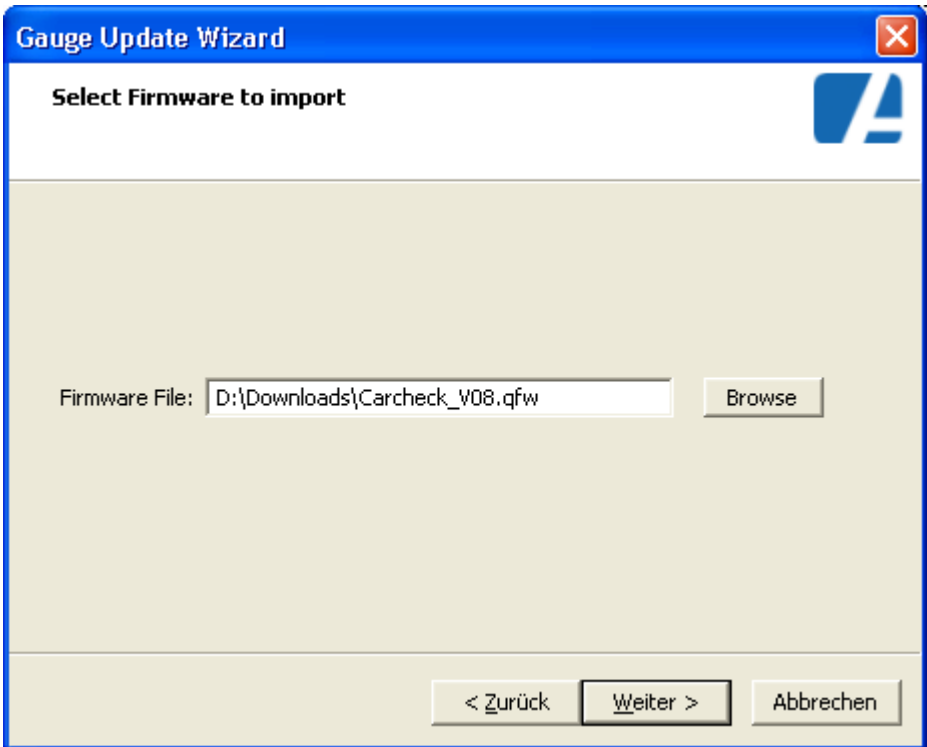 Gauge Update Wizard
Select Firmware to import
Firmware File: D:\Downloads\Carcheck_V08.qfw Browse
< Zurück Weiter > Abbrechen